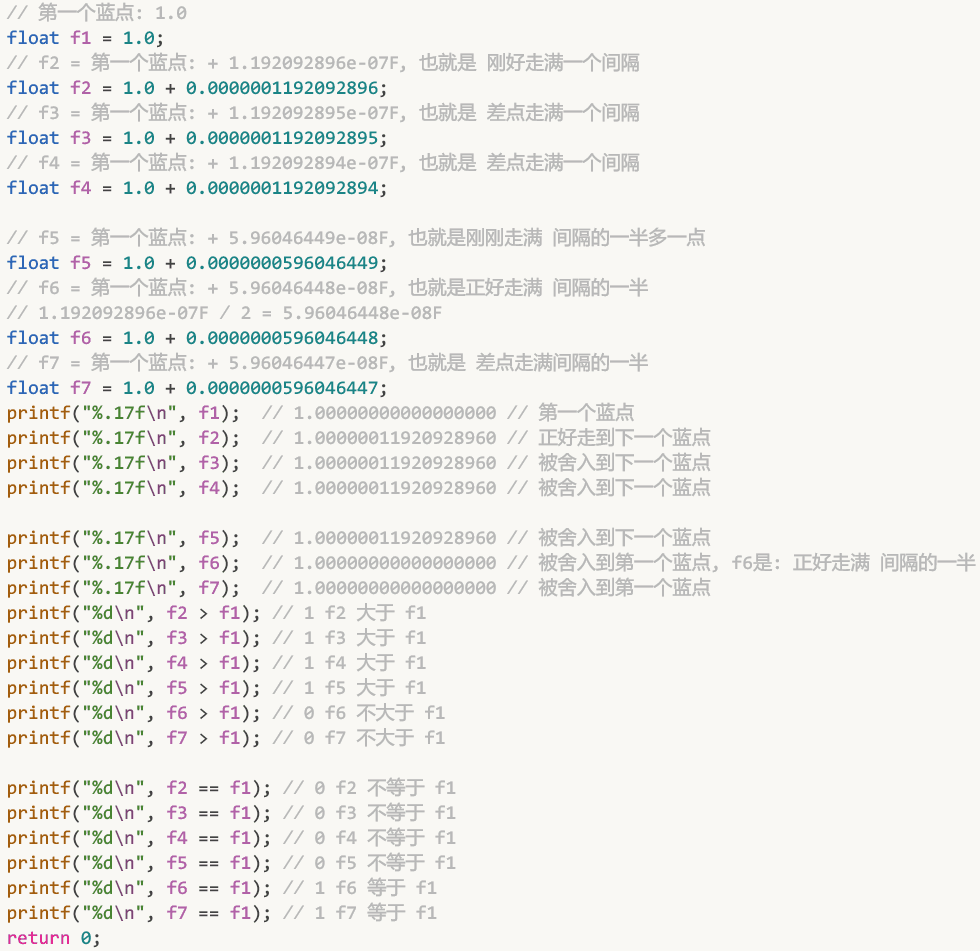 // 第一个蓝点: 1.0
float f1 = 1.0;
// f2 = 第一个蓝点: + 1.192092896e-07F, 也就是 刚好走满一个间隔
float f2 = 1.0 + 0.0000001192092896;
// f3 = 第一个蓝点: + 1.192092895e-07F, 也就是 差点走满一个间隔
float f3 = 1.0 + 0.0000001192092895;
// f4 = 第一个蓝点: + 1.192092894e-07F, 也就是 差点走满一个间隔
float f4 = 1.0 + 0.0000001192092894;
// f5 = 第一个蓝点: + 5.96046449e-08F, 也就是刚刚走满 间隔的一半多一点
float f5 = 1.0 + 0.0000000596046449;
// f6 = 第一个蓝点: + 5.96046448e-08F, 也就是正好走满 间隔的一半
// 1.192092896e-07F / 2 = 5.96046448e-08F
float f6 = 1.0 + 0.0000000596046448;
// f7 = 第一个蓝点: + 5.96046447e-08F, 也就是 差点走满间隔的一半
float f7 = 1.0 + 0.0000000596046447;
printf("%.17f\n", f1); // 1.00000000000000000 // 第一个蓝点
printf("%.17f\n", f2); // 1.00000011920928960 // 正好走到下一个蓝点
printf("%.17f\n", f3); // 1.00000011920928960 // 被舍入到下一个蓝点
printf("%.17f\n", f4); // 1.00000011920928960 // 被舍入到下一个蓝点
printf("%.17f\n", f5); // 1.00000011920928960 // 被舍入到下一个蓝点
printf("%.17f\n", f6); // 1.00000000000000000 // 被舍入到第一个蓝点, f6是: 正好走满 间隔的一半
printf("%.17f\n", f7); // 1.00000000000000000 // 被舍入到第一个蓝点
printf("%d\n", f2 > f1); // 1 f2 大于 f1
printf("%d\n", f3 > f1); // 1 f3 大于 f1
printf("%d\n", f4 > f1); // 1 f4 大于 f1
printf("%d\n", f5 > f1); // 1 f5 大于 f1
printf("%d\n", f6 > f1); // 0 f6 不大于 f1
printf("%d\n", f7 > f1); // 0 f7 不大于 f1
printf("%d\n", f2 == f1); // 0 f2 不等于 f1
printf("%d\n", f3 == f1); // 0 f3 不等于 f1
printf("%d\n", f4 == f1); // 0 f4 不等于 f1
printf("%d\n", f5 == f1); // 0 f5 不等于 f1
printf("%d\n", f6 == f1); // 1 f6 等于 f1
printf("%d\n", f7 == f1); // 1 f7 等于 f1
return 0;